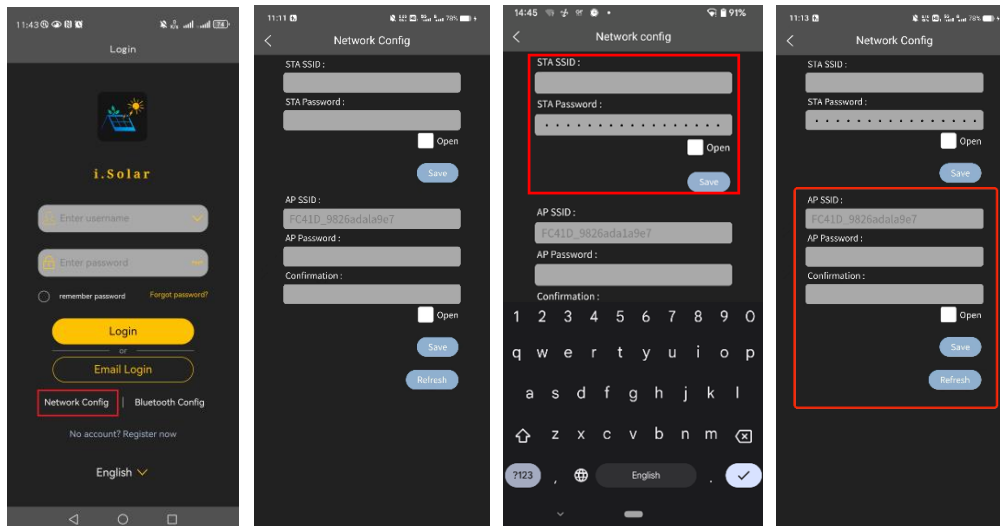 11:43
Login
i.Solar
Enter username
Enter password
remember password Forgot password?
Login
or
Email Login
Network Config | Bluetooth Config
No account? Register now
English
11:11 78%
Network Config
STA SSID :
STA Password :
Open
Save
AP SSID :
FC41D_9826adala9e7
AP Password :
Confirmation :
Open
Save
Refresh
14:45 91%
Network config
STA SSID :
STA Password :
Open
Save
AP SSID :
FC41D_9826ada1a9e7
AP Password :
Confirmation :
1 2 3 4 5 6 7 8 9 0
q w e r t y u i o p
a s d f g h j k l
z x c v b n m
?123 , English .
11:13 78%
Network Config
STA SSID :
STA Password :
Open
Save
AP SSID :
FC41D_9826adala9e7
AP Password :
Confirmation :
Open
Save
Refresh